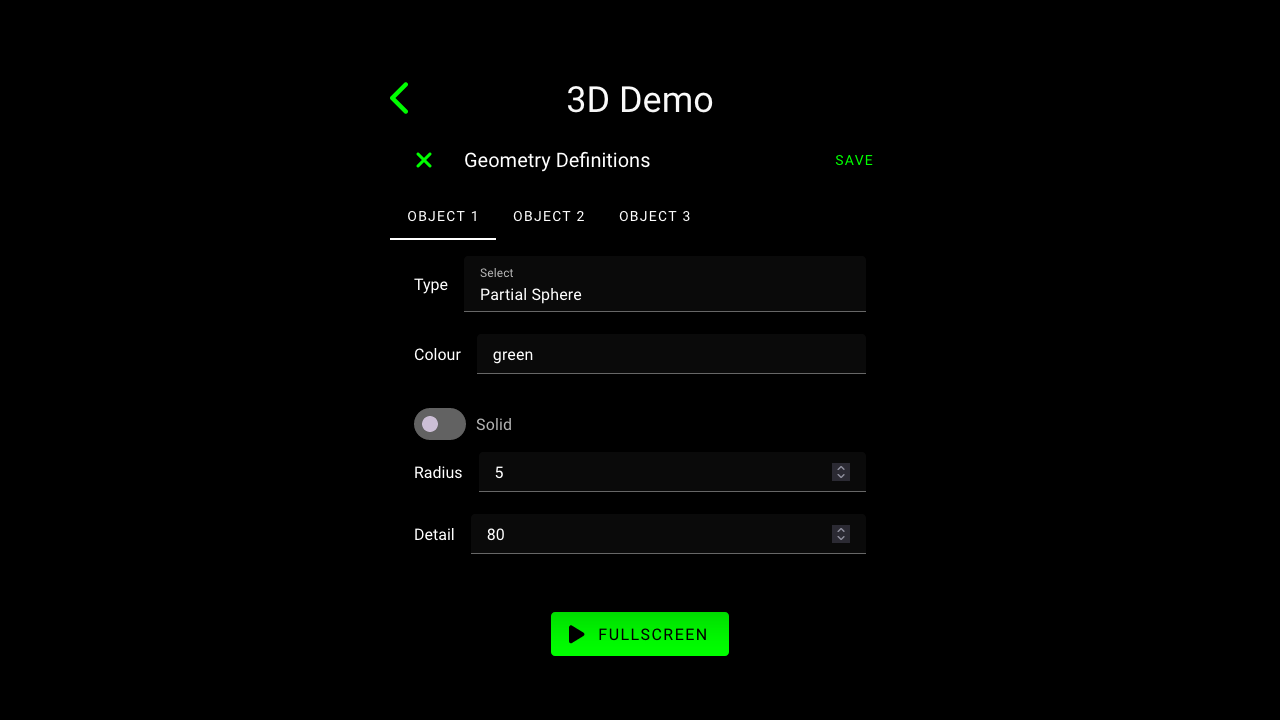 3D Demo
Geometry Definitions SAVE
OBJECT 1 OBJECT 2 OBJECT 3
Select
Type Partial Sphere
Colour green
Solid
Radius 5
Detail 80
FULLSCREEN